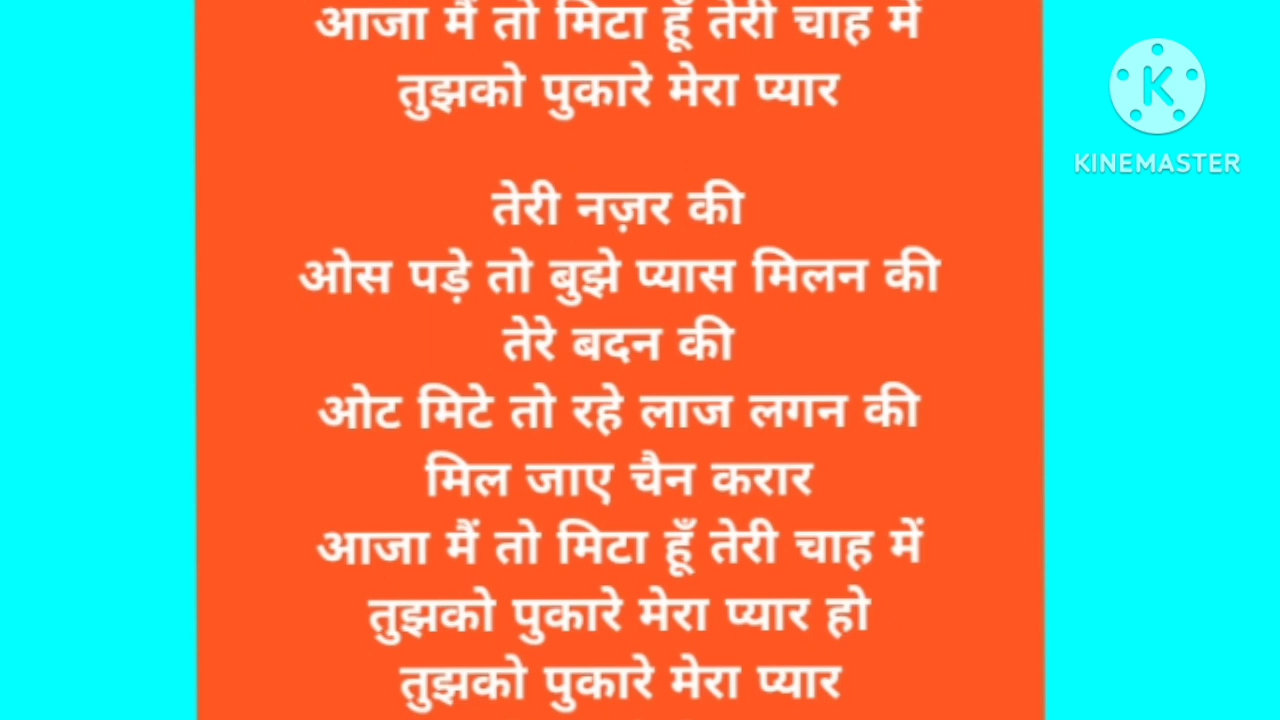 आजा मैं तो मिटा हूँ तेरी चाह में
तुझको पुकारे मेरा प्यार
तेरी नज़र की
ओस पड़े तो बुझे प्यास मिलन की
तेरे बदन की
ओट मिटे तो रहे लाज लगन की
मिल जाए चैन करार
आजा मैं तो मिटा हूँ तेरी चाह में
तुझको पुकारे मेरा प्यार हो
तुझको पुकारे मेरा प्यार
K
KINEMASTER